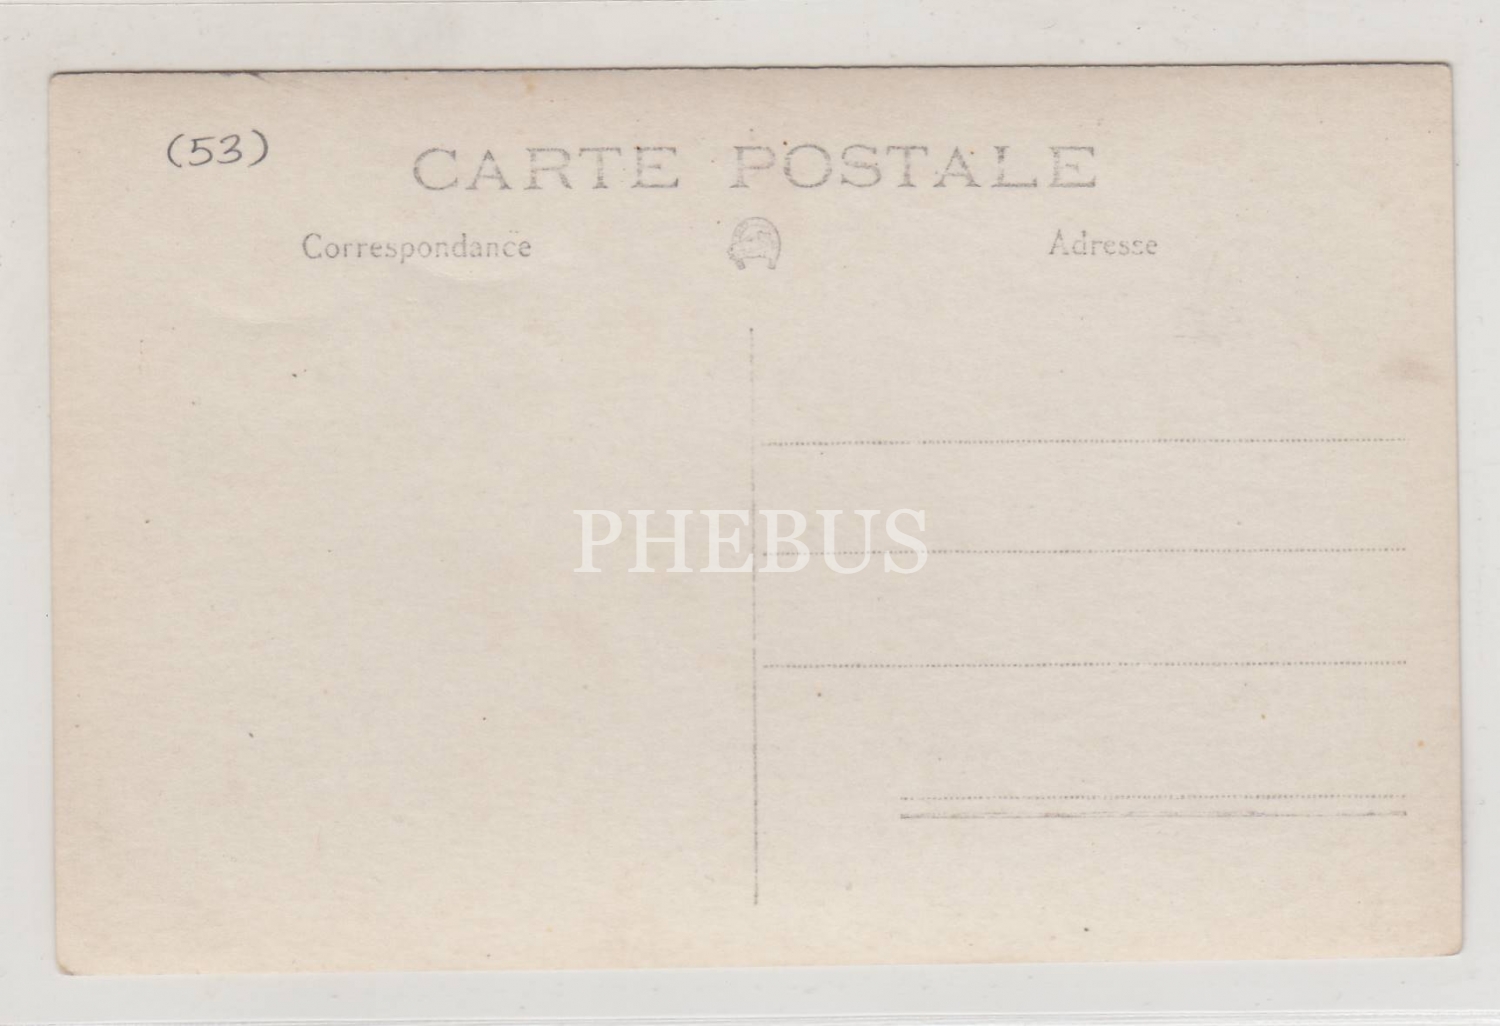 (53)
CARTE POSTALE
Correspondance
Adresse
PHEBUS